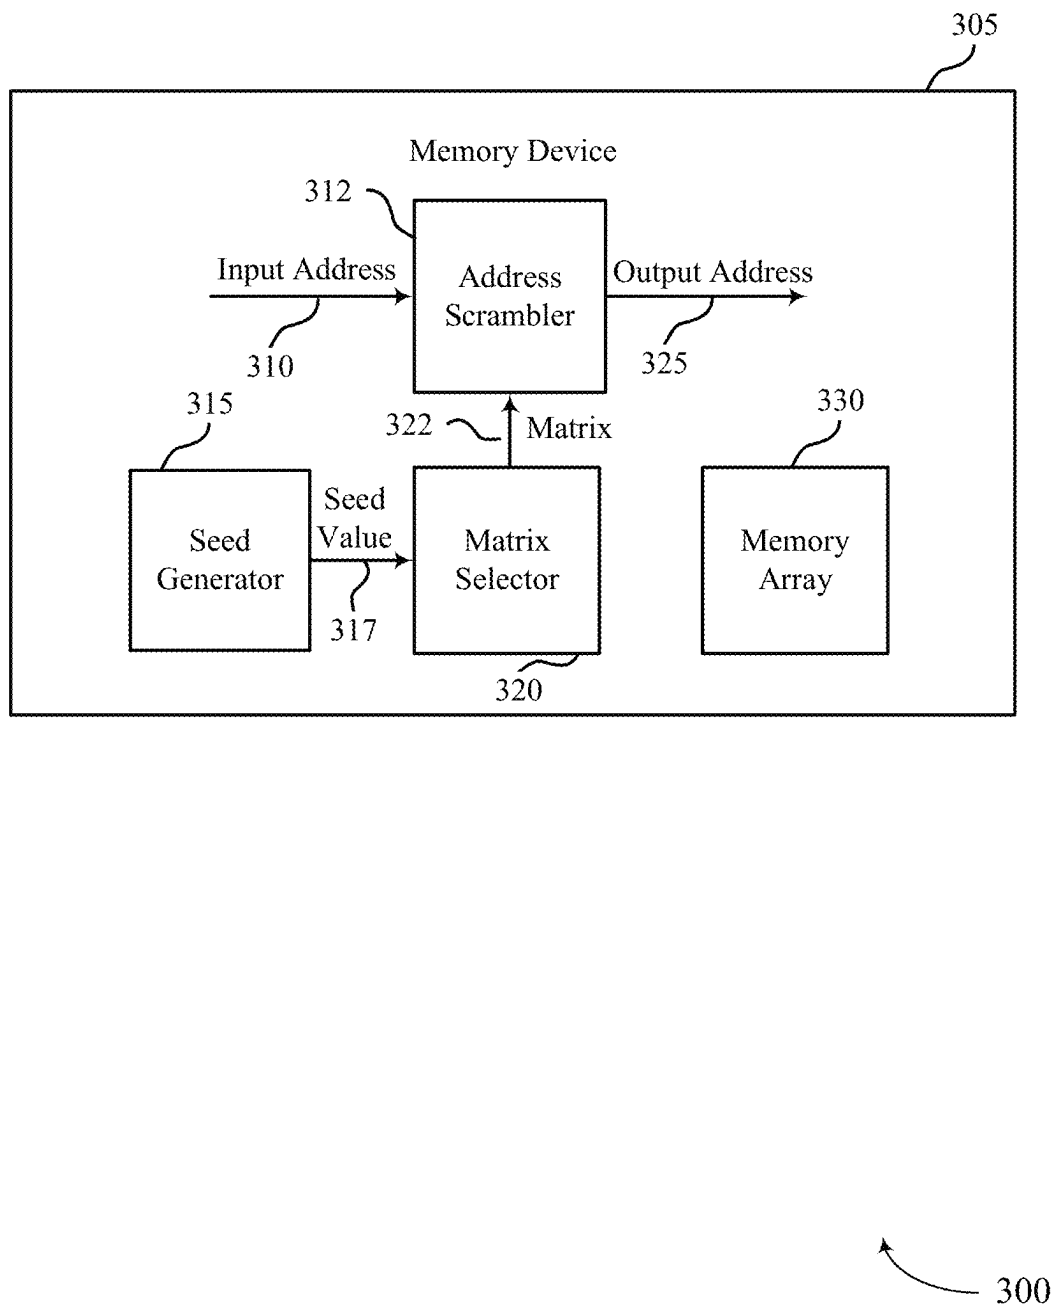 305
Memory Device
312
Input Address
Address
Scrambler
Output Address
310
325
315
322
Matrix
330
Seed
Generator
Seed
Value
Matrix
Selector
Memory
Array
317
320
300